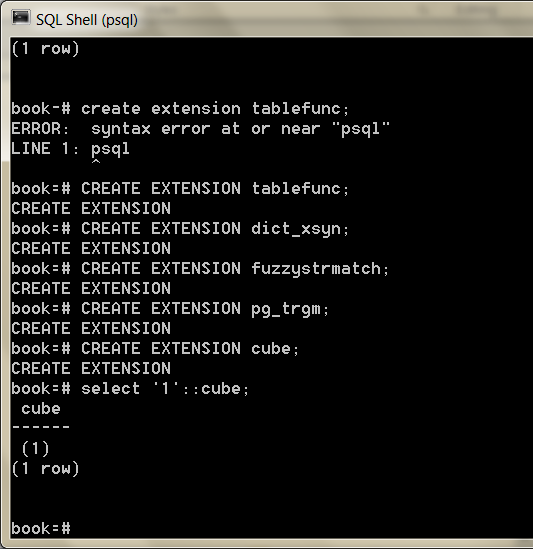 SQL Shell (psql)
(1 row)
book-# create extension tablefunc;
ERROR:  syntax error at or near "psql"
LINE 1: psql
        ^
book=# CREATE EXTENSION tablefunc;
CREATE EXTENSION
book=# CREATE EXTENSION dict_xsyn;
CREATE EXTENSION
book=# CREATE EXTENSION fuzzystrmatch;
CREATE EXTENSION
book=# CREATE EXTENSION pg_trgm;
CREATE EXTENSION
book=# CREATE EXTENSION cube;
CREATE EXTENSION
book=# select '1'::cube;
 cube
------
 (1)
(1 row)
book=#